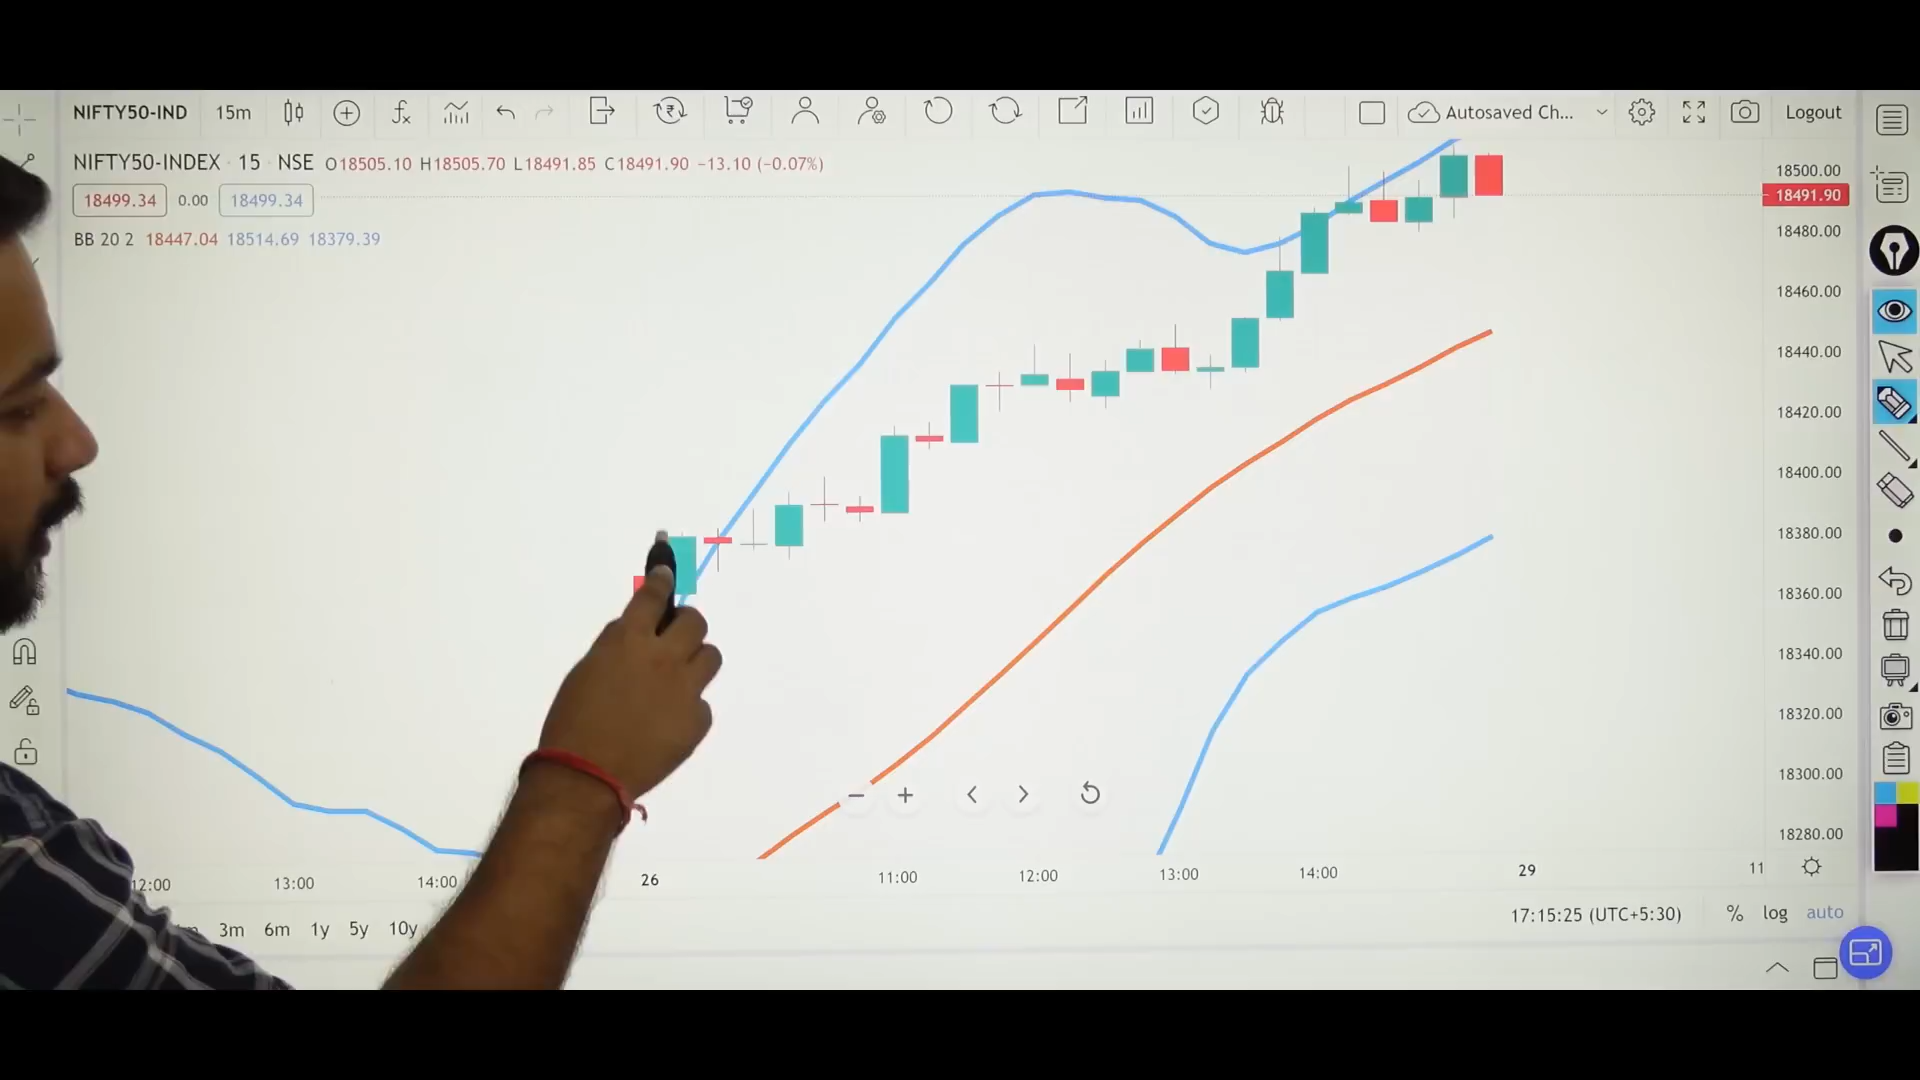 NIFTY50-IND 15m Autosaved Ch... Logout
NIFTY50-INDEX · 15 · NSE O18505.10 H18505.70 L18491.85 C18491.90 −13.10 (−0.07%)
18499.34 0.00 18499.34
BB 20 2 18447.04 18514.69 18379.39
18500.00
18491.90
18480.00
18460.00
18440.00
18420.00
18400.00
18380.00
18360.00
18340.00
18320.00
18300.00
18280.00
12:00 13:00 14:00 26 11:00 12:00 13:00 14:00 29 11
3m 6m 1y 5y 10y 17:15:25 (UTC+5:30) % log auto